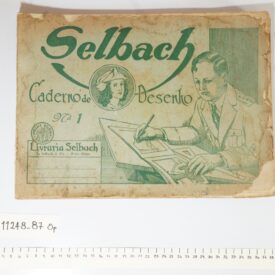 Selbach
Caderno de Desenho
Nº 1
Livraria Selbach
11248..87 Op